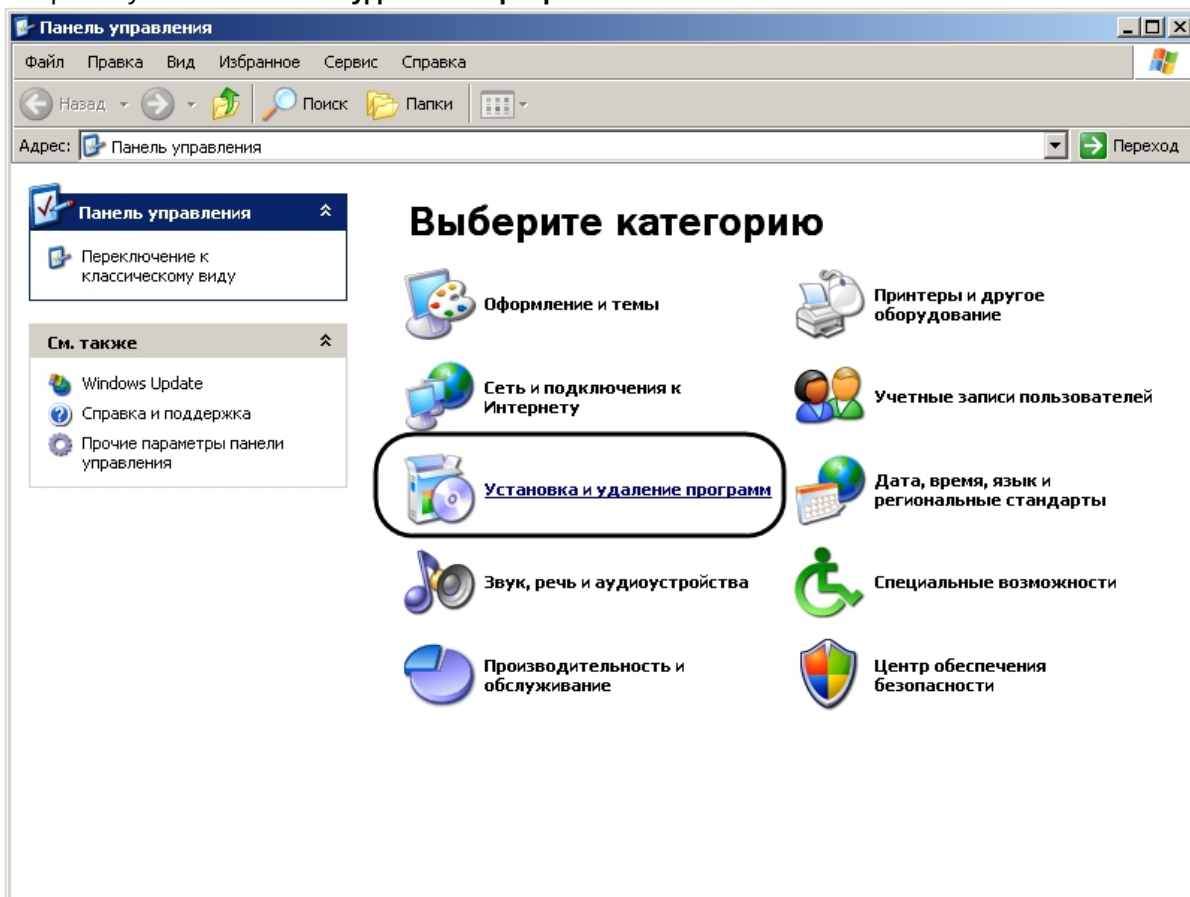 Панель управления
Файл Правка Вид Избранное Сервис Справка
Назад Поиск Папки
Адрес: Панель управления Переход
Панель управления
Переключение к
классическому виду
См. также
Windows Update
Справка и поддержка
Прочие параметры панели
управления
Выберите категорию
Оформление и темы
Принтеры и другое
оборудование
Сеть и подключения к
Интернету
Учетные записи пользователей
Установка и удаление программ
Дата, время, язык и
региональные стандарты
Звук, речь и аудиоустройства
Специальные возможности
Производительность и
обслуживание
Центр обеспечения
безопасности